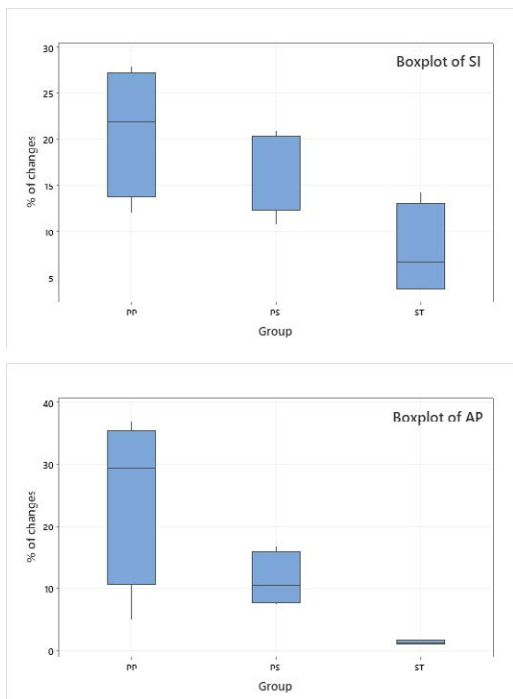 Boxplot of SI
% of changes
30
25
20
15
10
5
PP
PS
ST
Group
Boxplot of AP
% of changes
40
30
20
10
0
PP
PS
ST
Group